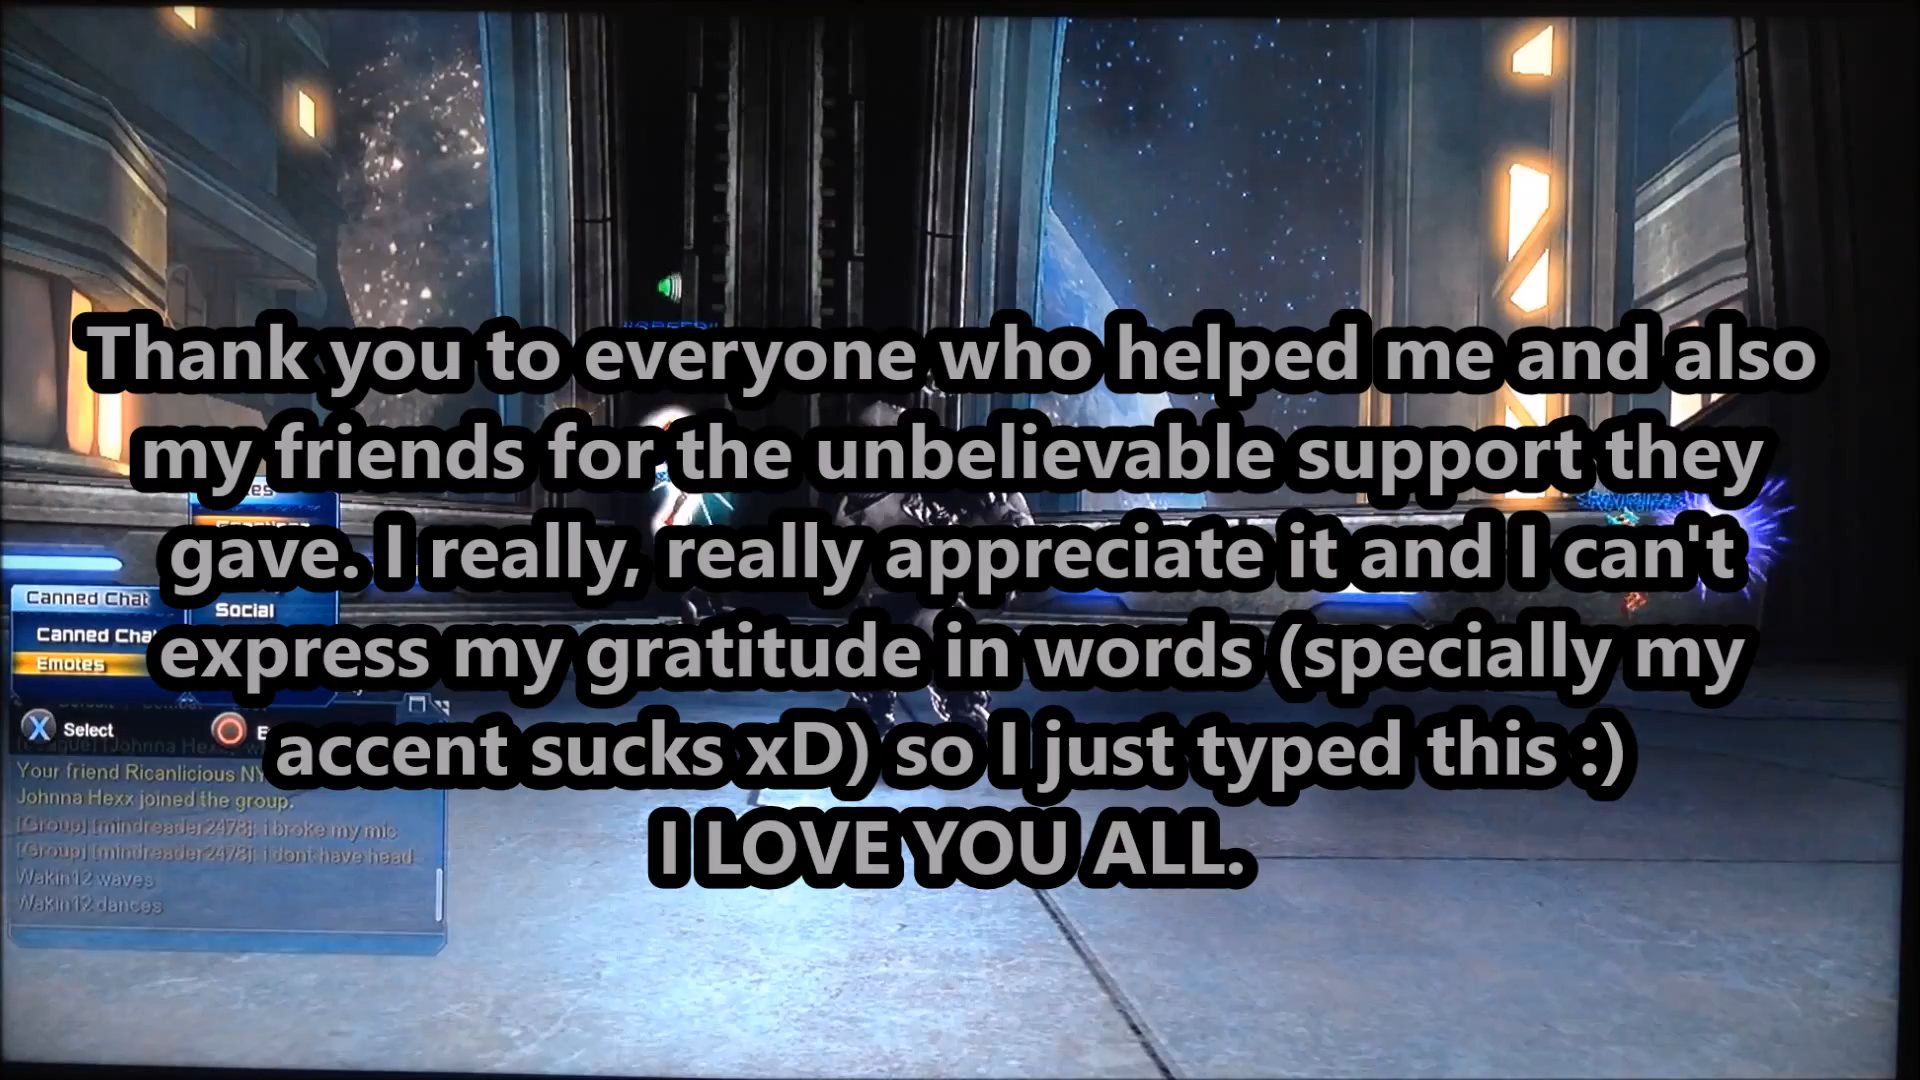 Thank you to everyone who helped me and also
my friends for the unbelievable support they
gave. I really, really appreciate it and I can't
express my gratitude in words (specially my
accent sucks xD) so I just typed this :)
I LOVE YOU ALL.
Social
Canned Chat
Canned Chat
Emotes
Select
Your friend Ricanlicious NY
Johnna Hexx joined the group.
[Group] [mindreader2478]: i broke my mic
[Group] [mindreader2478]: i dont have head
Wakin12 waves
Wakin12 dances